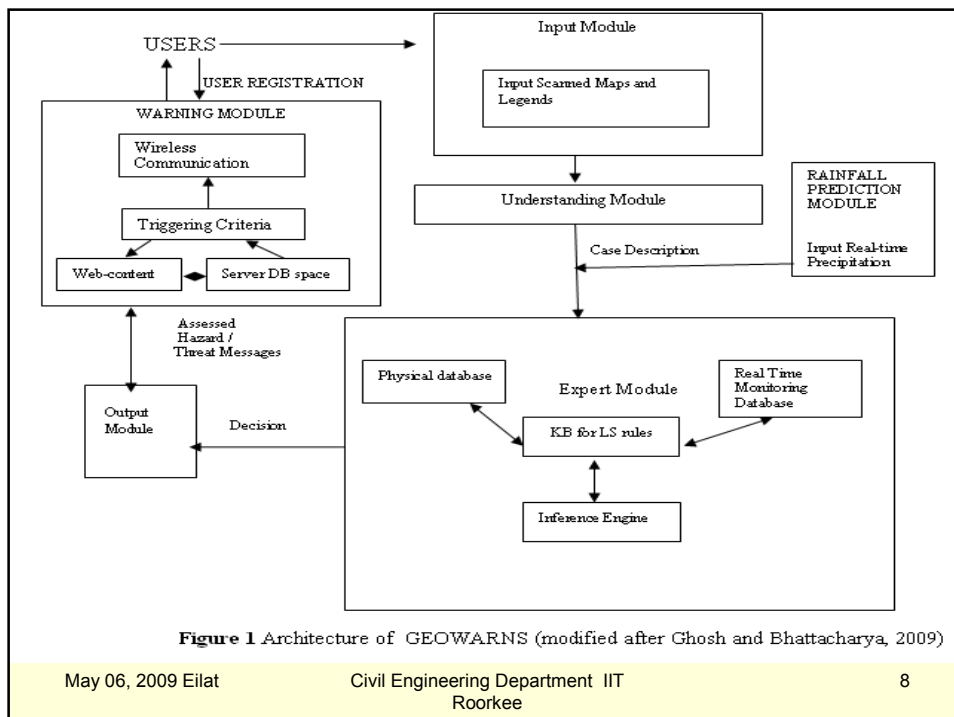 USERS
USER REGISTRATION
Input Module
Input Scanned Maps and
Legends
WARNING MODULE
Wireless
Communication
Triggering Criteria
Web-content
Server DB space
Understanding Module
RAINFALL
PREDICTION
MODULE
Input Real-time
Precipitation
Case Description
Assessed
Hazard /
Threat Messages
Output
Module
Decision
Physical database
Expert Module
Real Time
Monitoring
Database
KB for LS rules
Inference Engine
Figure 1 Architecture of GEOWARNS (modified after Ghosh and Bhattacharya, 2009)
May 06, 2009 Eilat
Civil Engineering Department IIT
Roorkee
8